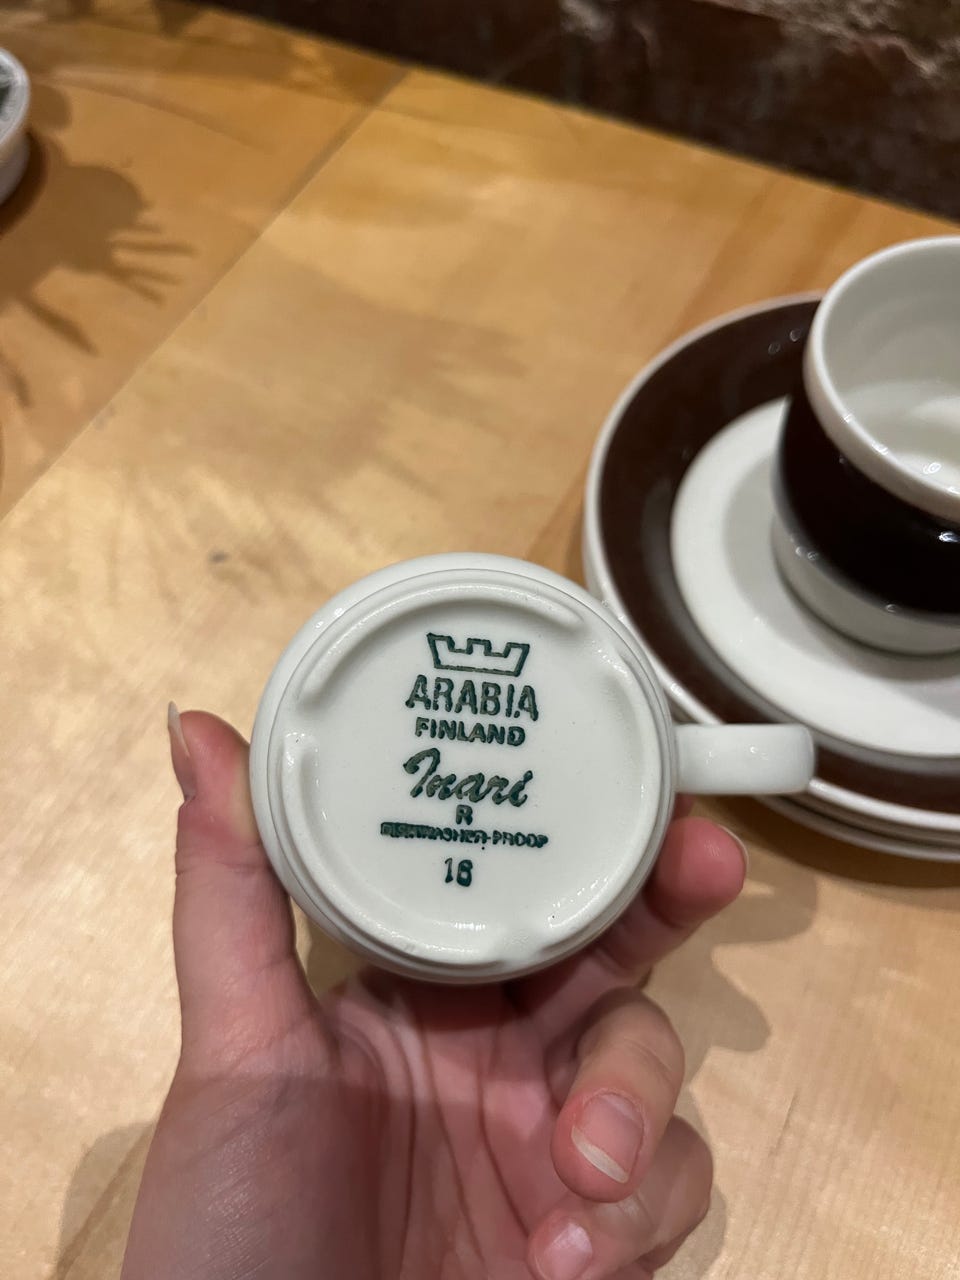 ARABIA
FINLAND
Inari
R
DISHWASHER-PROOF
16